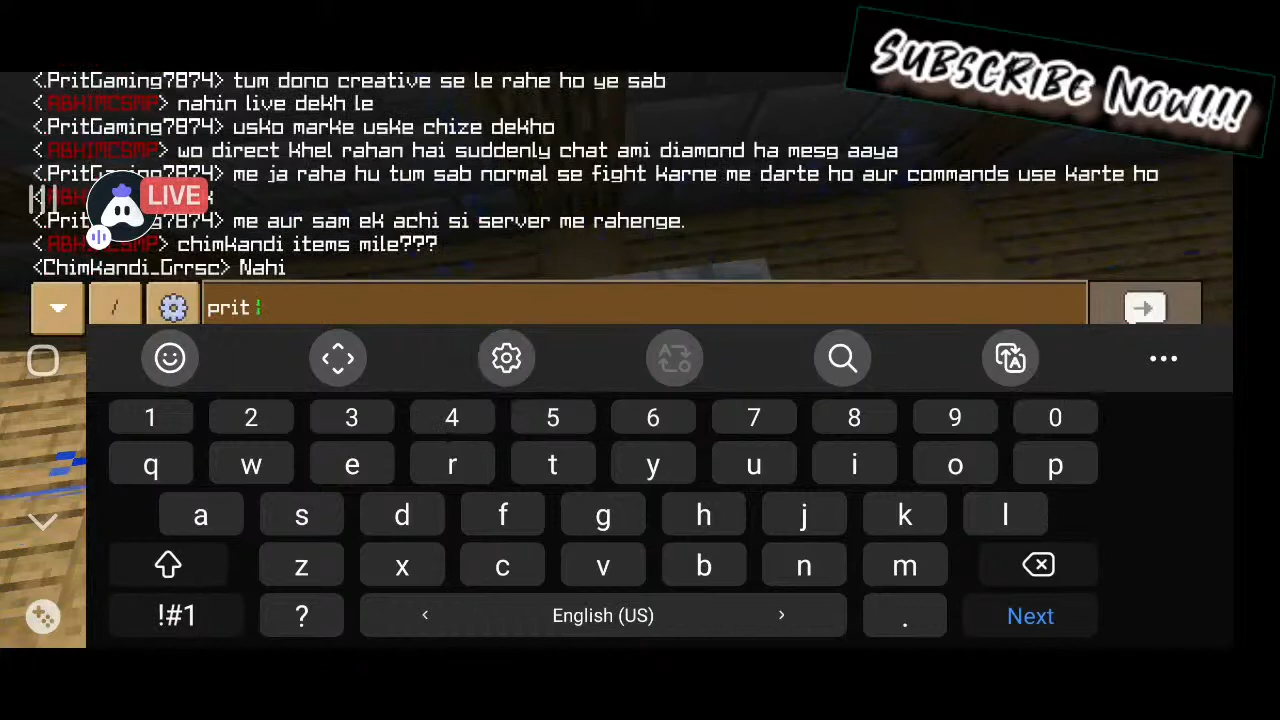 SUBSCRIBE NOW!!!
<.PritGaming7874> tum dono creative se le rahe ho ye sab
<ABHIMCSMP> nahin live dekh le
<.PritGaming7874> usko marke uske chize dekho
<ABHIMCSMP> wo direct khel rahan hai suddenly chat ami diamond ha mesg aaya
<.PritGaming7874> me ja raha hu tum sab normal se fight karne me darte ho aur commands use karte ho
LIVE
7874> me aur sam ek achi si server me rahenge.
<ABHIMCSMP> chimkandi items mile???
<Chimkandi_Grrsc> Nahi
/ prit
1 2 3 4 5 6 7 8 9 0
q w e r t y u i o p
a s d f g h j k l
z x c v b n m
!#1 ? < English (US) > . Next